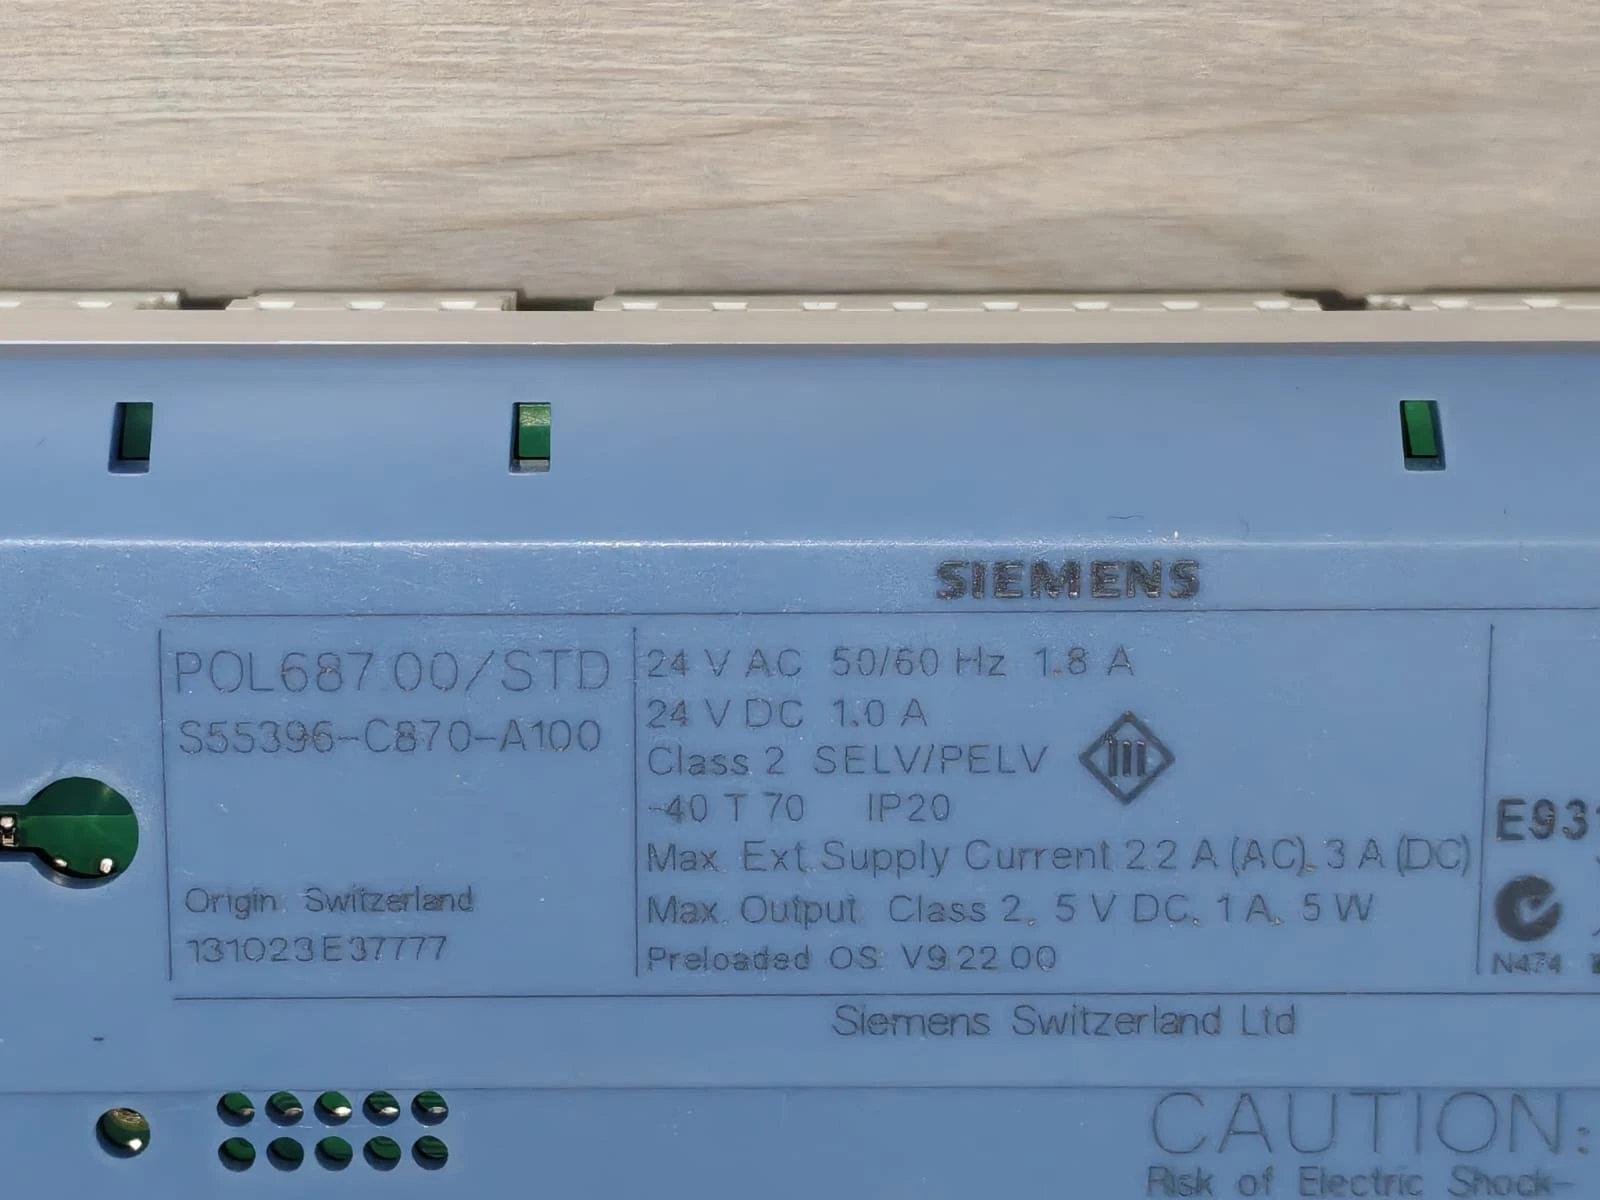 SIEMENS
POL687.00/STD
S55396-C870-A100
Origin: Switzerland
131023E37777
24 V AC 50/60 Hz 1.8 A
24 V DC 1.0 A
Class 2 SELV/PELV
III
-40 T 70 IP20
Max. Ext. Supply Current 22 A (AC), 3 A (DC)
Max. Output: Class 2, 5 V DC, 1 A, 5 W
Preloaded OS: V9.22.00
E93
N474
Siemens Switzerland Ltd
CAUTION:
Risk of Electric Shock-